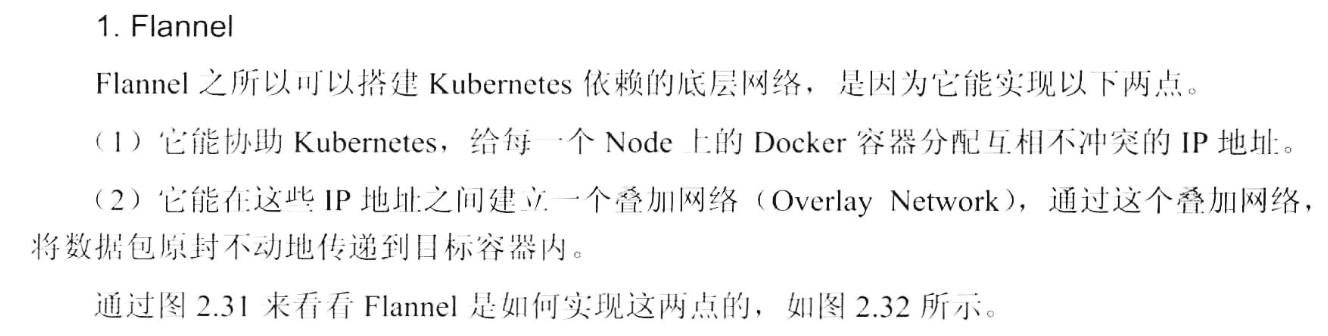 1. Flannel
Flannel 之所以可以搭建 Kubernetes 依赖的底层网络，是因为它能实现以下两点。
（1）它能协助 Kubernetes，给每一个 Node 上的 Docker 容器分配互相不冲突的 IP 地址。
（2）它能在这些 IP 地址之间建立一个叠加网络（Overlay Network），通过这个叠加网络，
将数据包原封不动地传递到目标容器内。
通过图 2.31 来看看 Flannel 是如何实现这两点的，如图 2.32 所示。